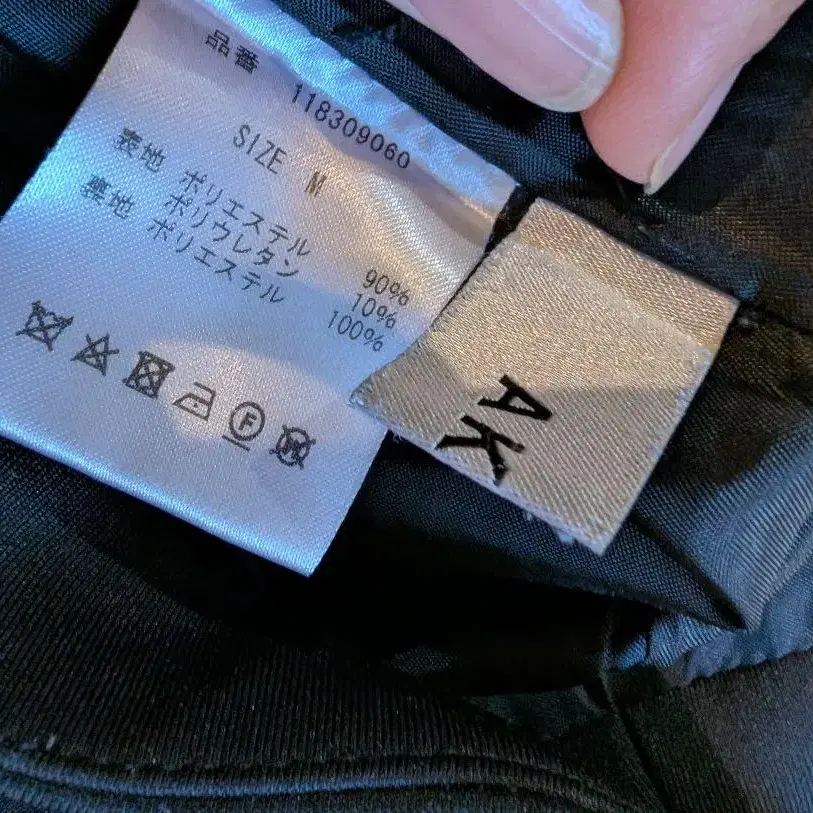 品番 118309060
SIZE M
表地 ポリエステル 90%
ポリウレタン 10%
裏地 ポリエステル 100%
F
W
AK